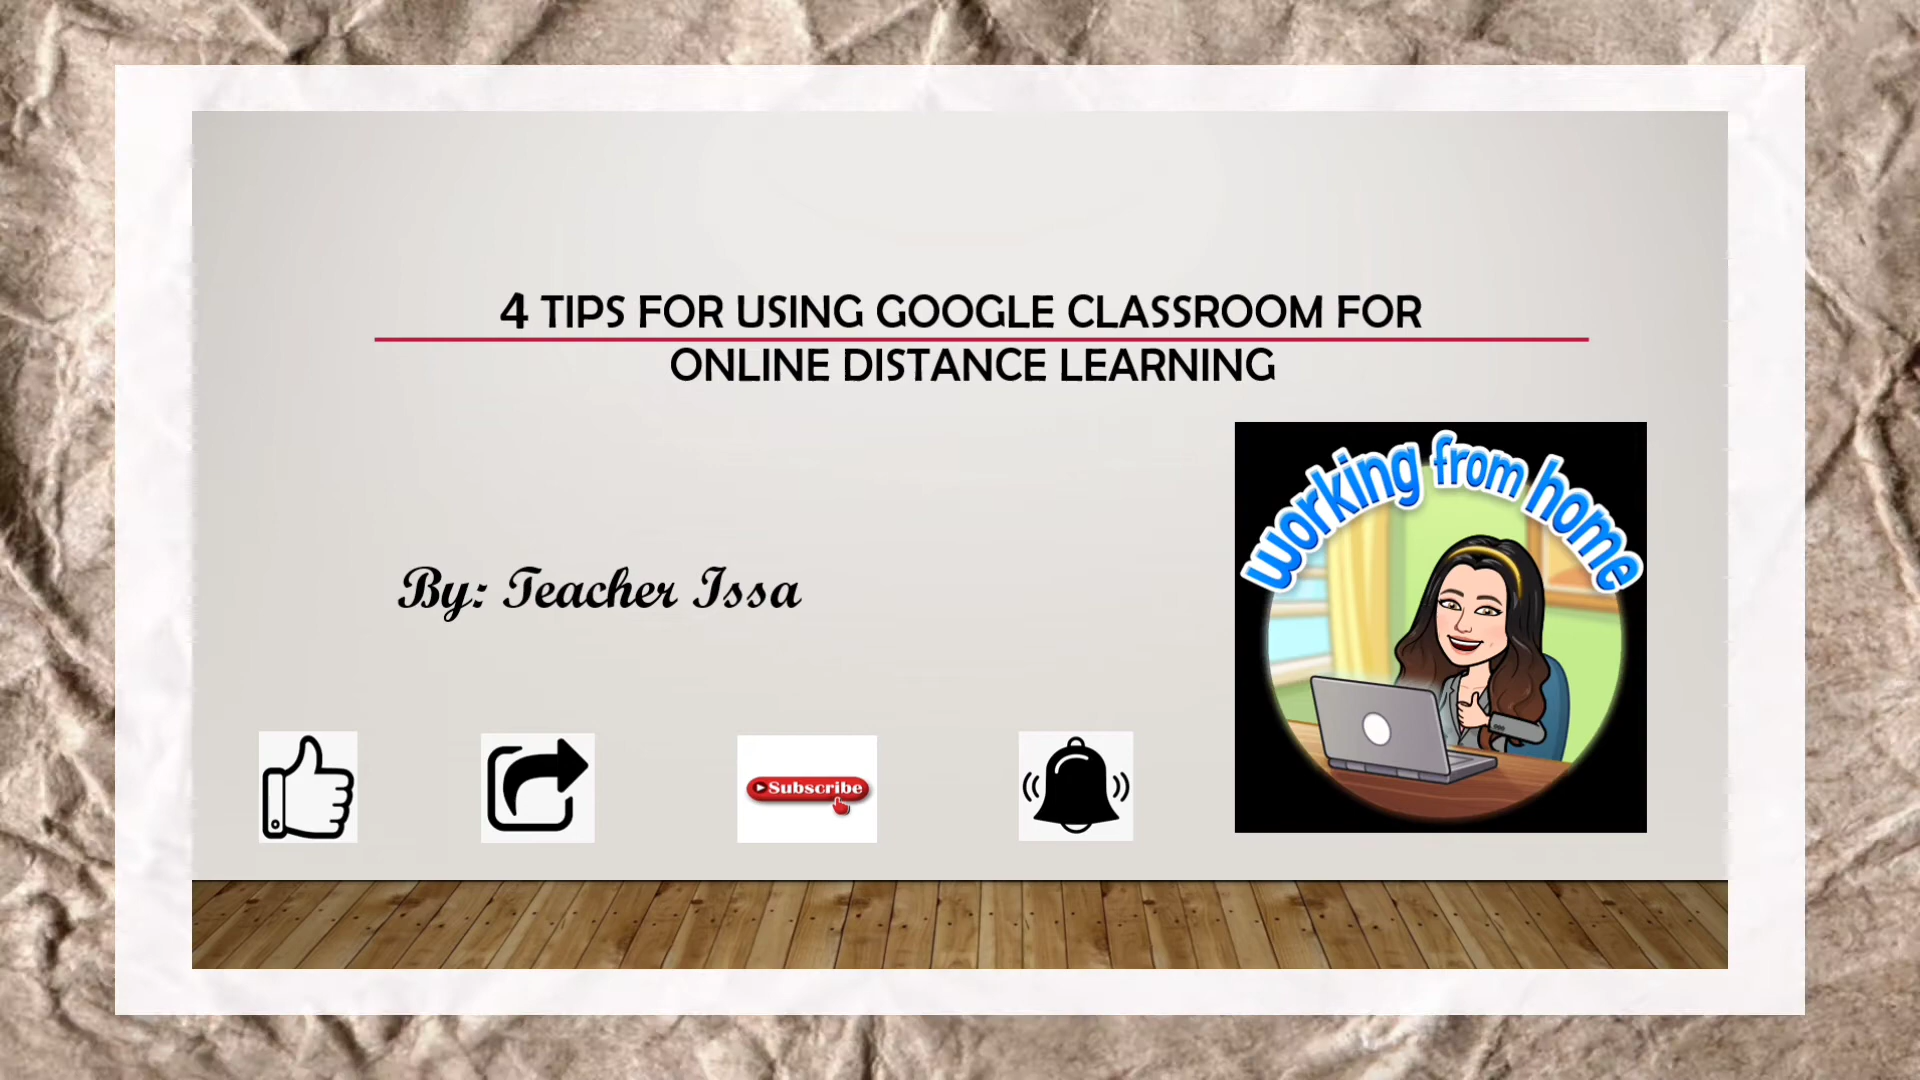 4 TIPS FOR USING GOOGLE CLASSROOM FOR
ONLINE DISTANCE LEARNING
working from home
By: Teacher Issa
Subscribe